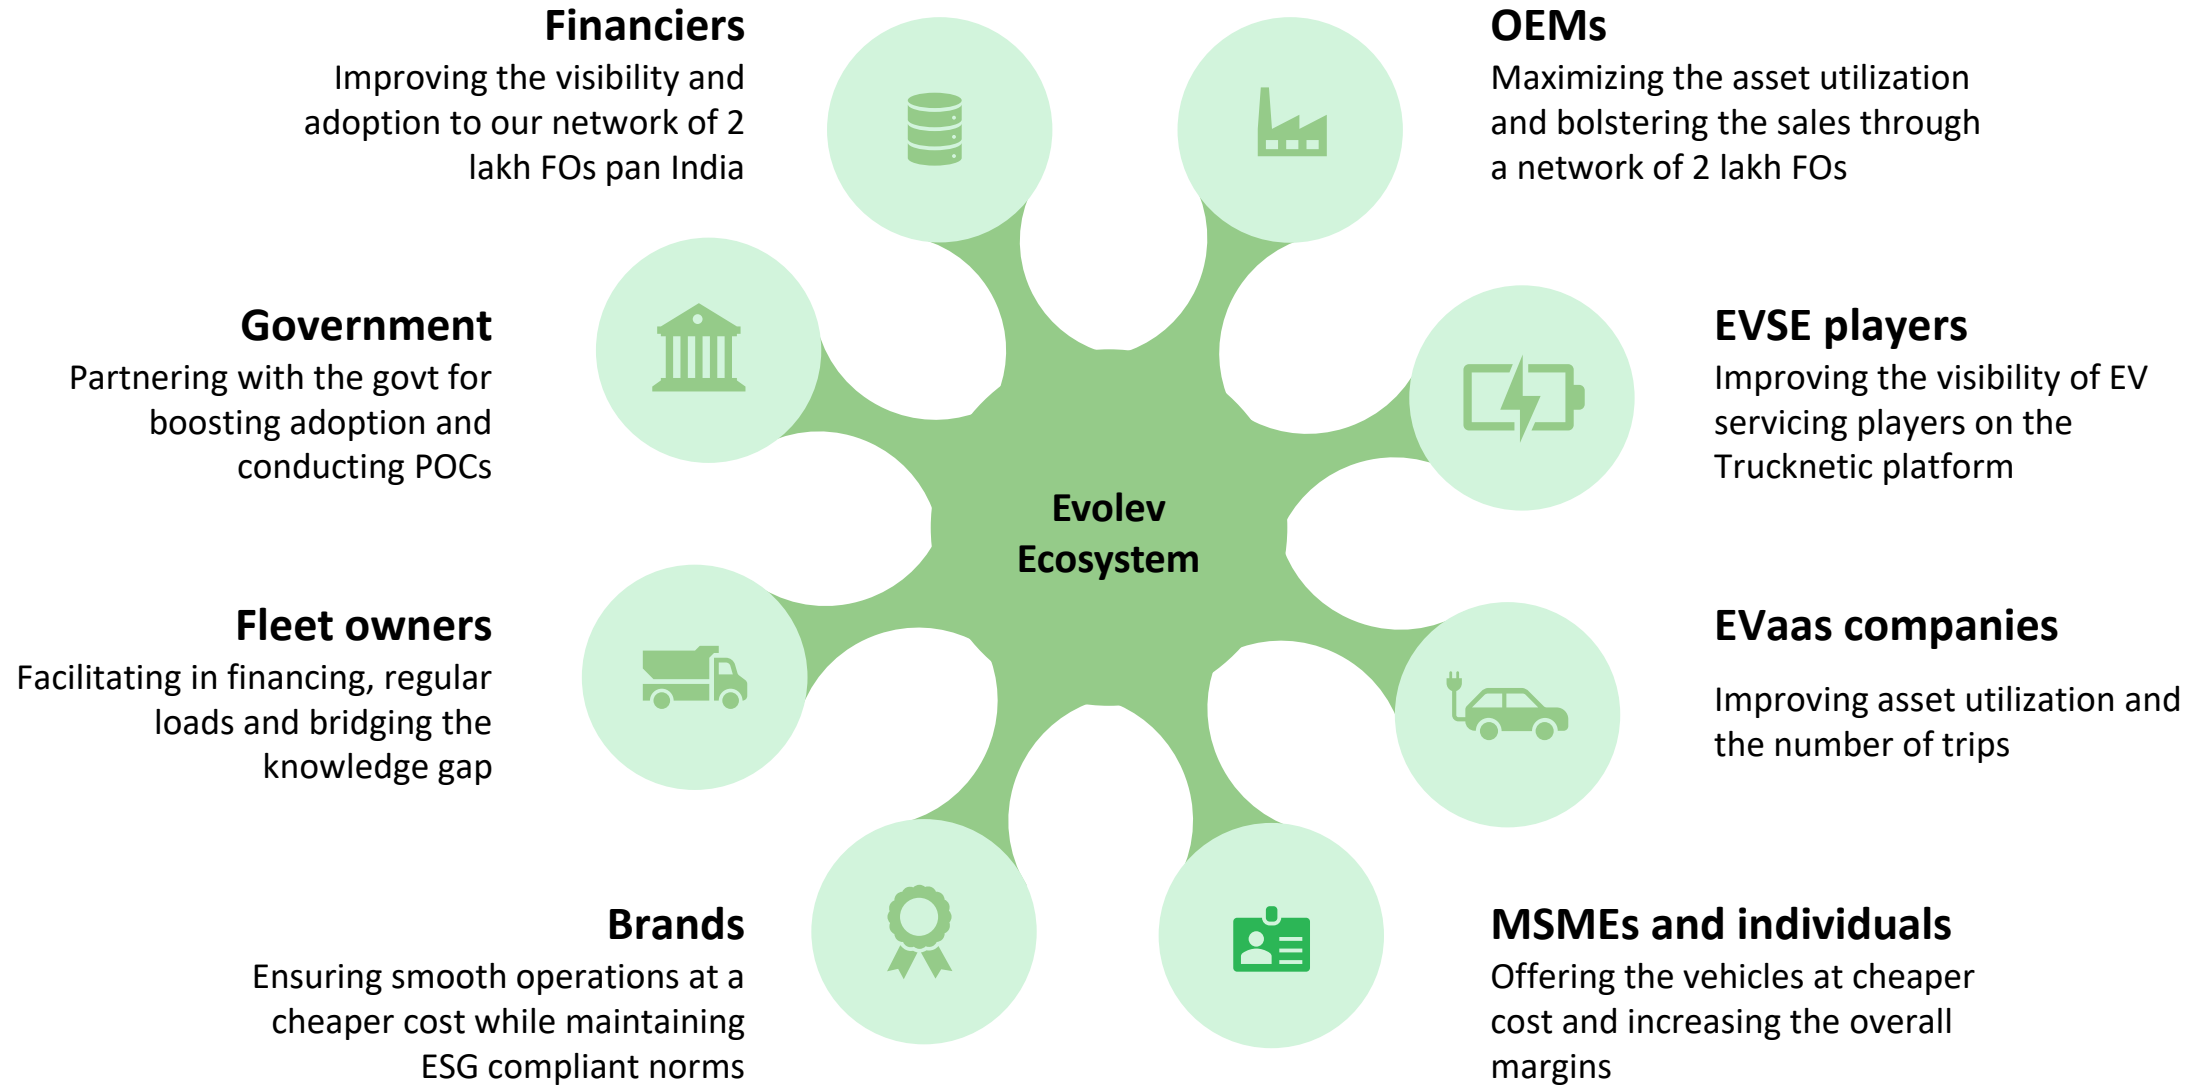 Financiers
Improving the visibility and
adoption to our network of 2
lakh FOs pan India
OEMs
Maximizing the asset utilization
and bolstering the sales through
a network of 2 lakh FOs
Government
Partnering with the govt for
boosting adoption and
conducting POCs
EVSE players
Improving the visibility of EV
servicing players on the
Trucknetic platform
Evolev
Ecosystem
Fleet owners
Facilitating in financing, regular
loads and bridging the
knowledge gap
EVaas companies
Improving asset utilization and
the number of trips
Brands
Ensuring smooth operations at a
cheaper cost while maintaining
ESG compliant norms
MSMEs and individuals
Offering the vehicles at cheaper
cost and increasing the overall
margins